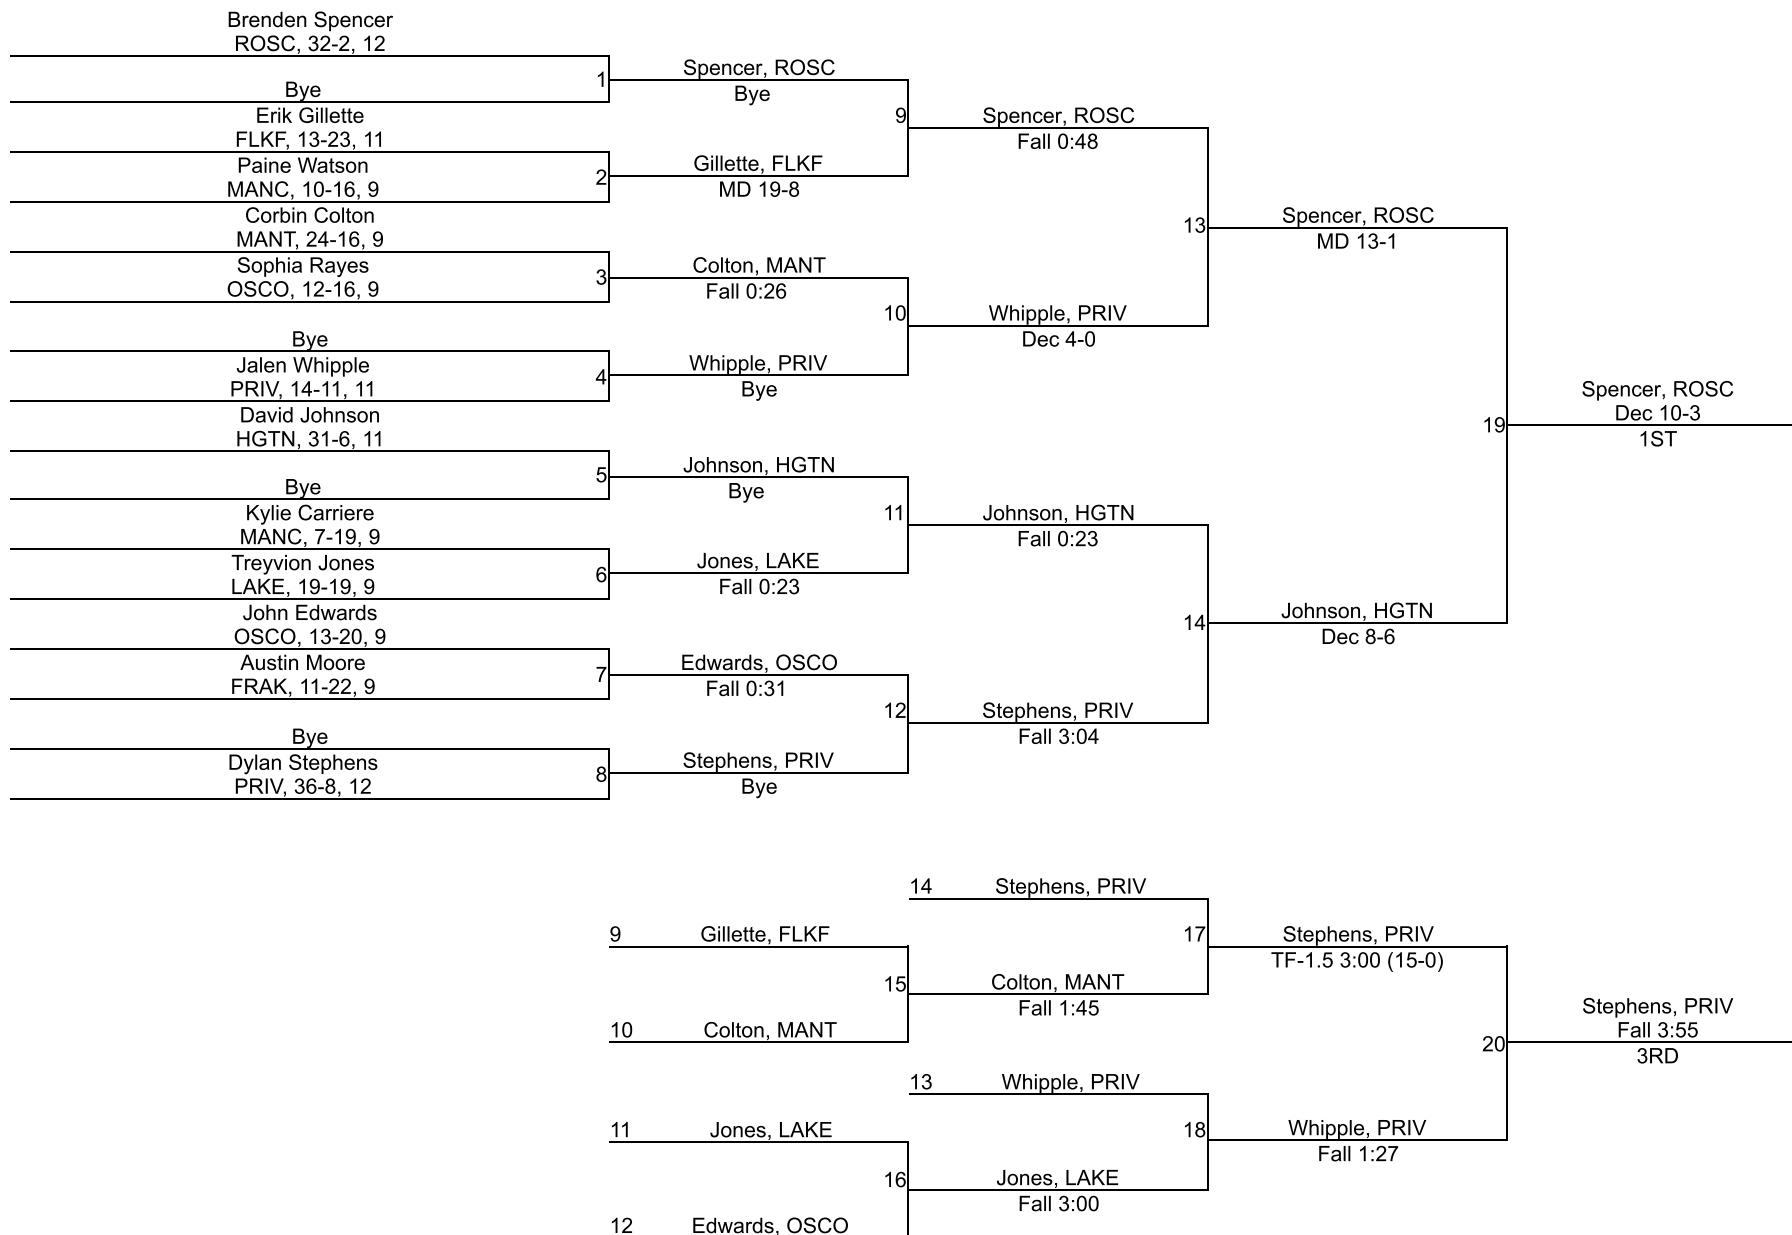 Brenden Spencer
ROSC, 32-2, 12
Bye
1
Erik Gillette
FLKF, 13-23, 11
Paine Watson
MANC, 10-16, 9
2
Corbin Colton
MANT, 24-16, 9
Sophia Rayes
OSCO, 12-16, 9
3
Bye
Jalen Whipple
PRIV, 14-11, 11
4
David Johnson
HGTN, 31-6, 11
Bye
5
Kylie Carriere
MANC, 7-19, 9
Treyvion Jones
LAKE, 19-19, 9
6
John Edwards
OSCO, 13-20, 9
Austin Moore
FRAK, 11-22, 9
7
Bye
Dylan Stephens
PRIV, 36-8, 12
8
Spencer, ROSC
Bye
9
Gillette, FLKF
MD 19-8
Colton, MANT
Fall 0:26
10
Whipple, PRIV
Bye
Johnson, HGTN
Bye
11
Jones, LAKE
Fall 0:23
Edwards, OSCO
Fall 0:31
12
Stephens, PRIV
Bye
Spencer, ROSC
Fall 0:48
13
Whipple, PRIV
Dec 4-0
Johnson, HGTN
Fall 0:23
14
Stephens, PRIV
Fall 3:04
Spencer, ROSC
MD 13-1
19
Johnson, HGTN
Dec 8-6
Spencer, ROSC
Dec 10-3
1ST
14 Stephens, PRIV
9 Gillette, FLKF
17
15
Colton, MANT
Fall 1:45
10 Colton, MANT
13 Whipple, PRIV
11 Jones, LAKE
18
16
Jones, LAKE
Fall 3:00
12 Edwards, OSCO
Stephens, PRIV
TF-1.5 3:00 (15-0)
20
Whipple, PRIV
Fall 1:27
Stephens, PRIV
Fall 3:55
3RD